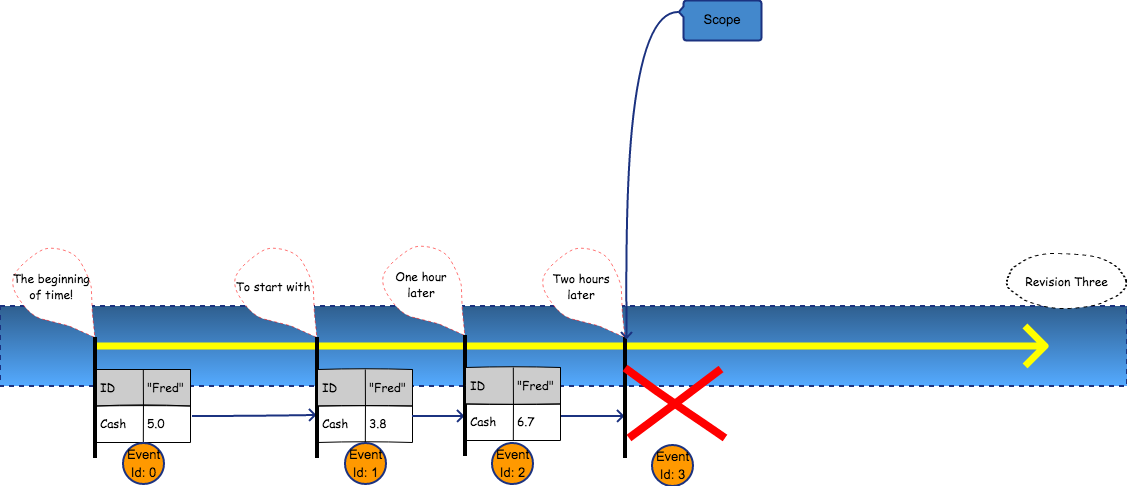 Scope
The beginning
of time!
To start with
One hour
later
Two hours
later
Revision Three
ID "Fred"
Cash 5.0
ID "Fred"
Cash 3.8
ID "Fred"
Cash 6.7
Event
Id: 0
Event
Id: 1
Event
Id: 2
Event
Id: 3